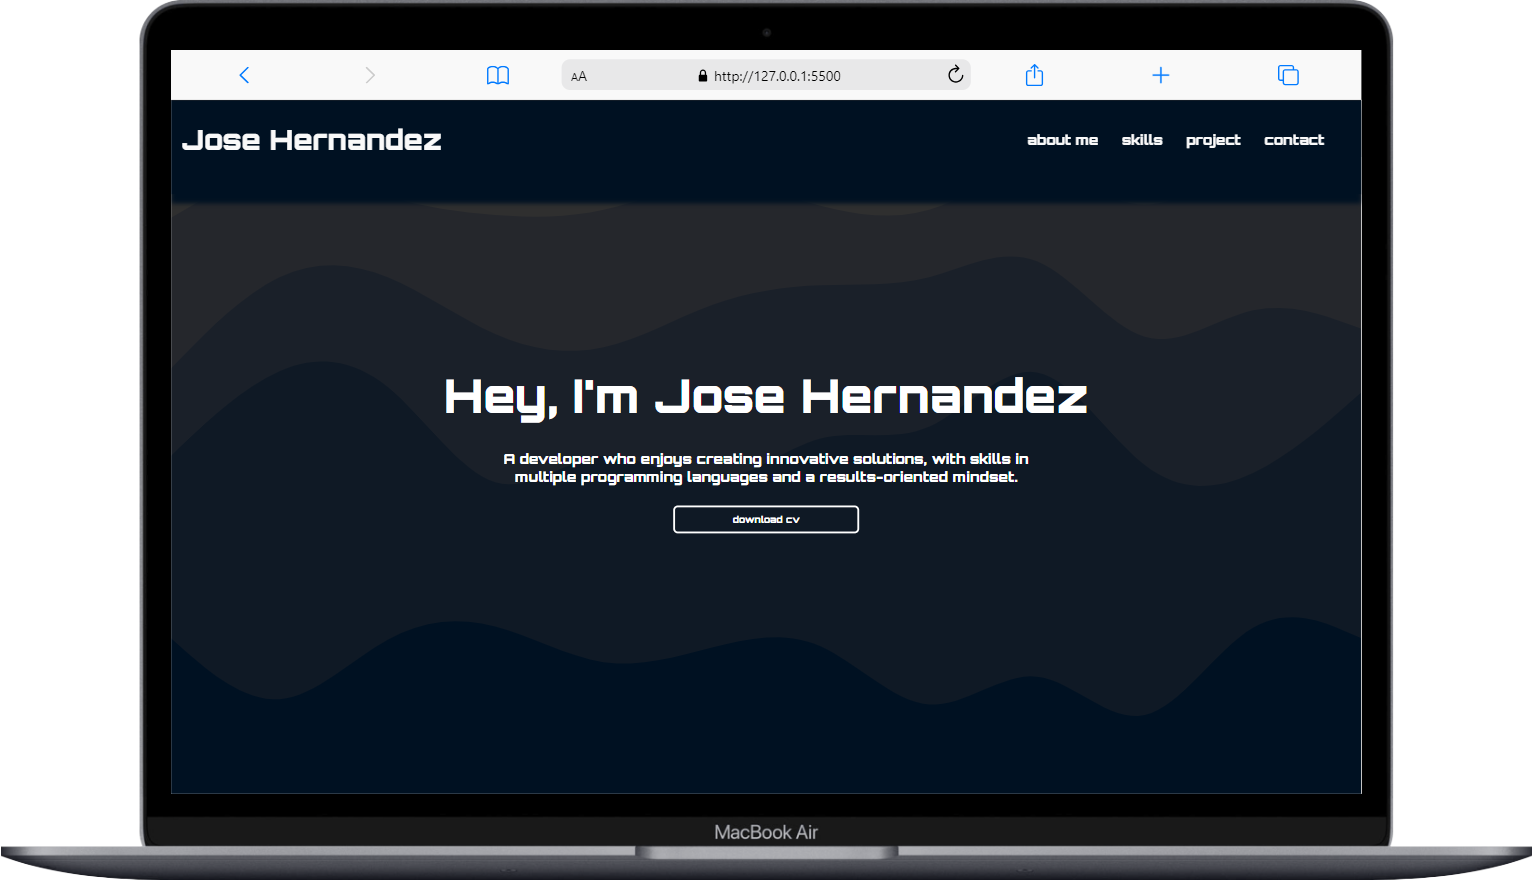 AA
http://127.0.0.1:5500
Jose Hernandez
about me skills project contact
Hey, I'm Jose Hernandez
A developer who enjoys creating innovative solutions, with skills in
multiple programming languages and a results-oriented mindset.
download cv
MacBook Air